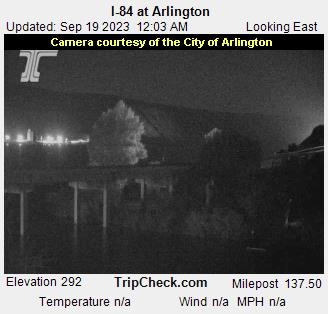 I-84 at Arlington
Updated: Sep 19 2023 12:03 AM Looking East
Camera courtesy of the City of Arlington
Elevation 292 TripCheck.com Milepost 137.50
Temperature n/a Wind n/a MPH n/a